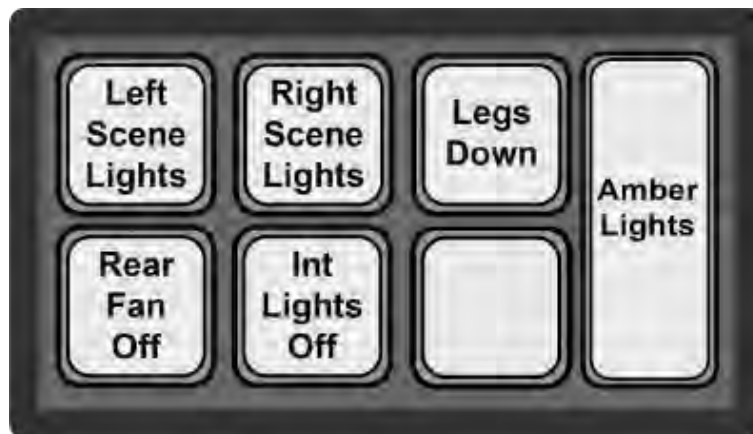 Left
Scene
Lights
Right
Scene
Lights
Legs
Down
Amber
Lights
Rear
Fan
Off
Int
Lights
Off